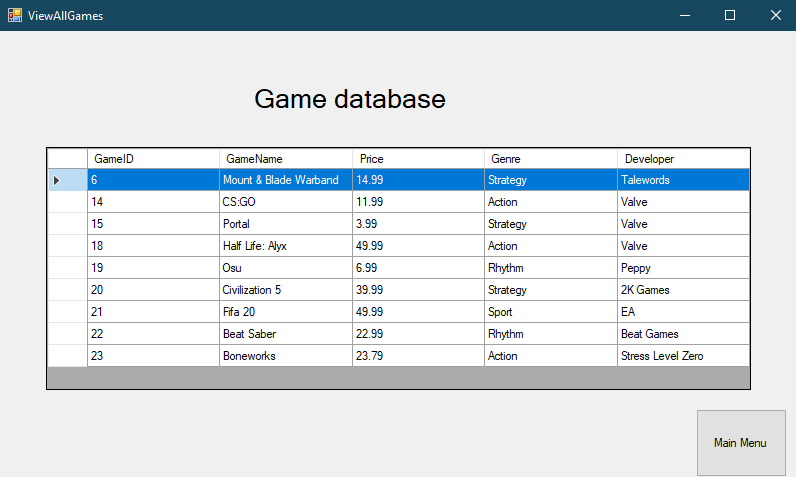 ViewAllGames
Game database
GameID GameName Price Genre Developer
6 Mount & Blade Warband 14.99 Strategy Talewords
14 CS:GO 11.99 Action Valve
15 Portal 3.99 Strategy Valve
18 Half Life: Alyx 49.99 Action Valve
19 Osu 6.99 Rhythm Peppy
20 Civilization 5 39.99 Strategy 2K Games
21 Fifa 20 49.99 Sport EA
22 Beat Saber 22.99 Rhythm Beat Games
23 Boneworks 23.79 Action Stress Level Zero
Main Menu